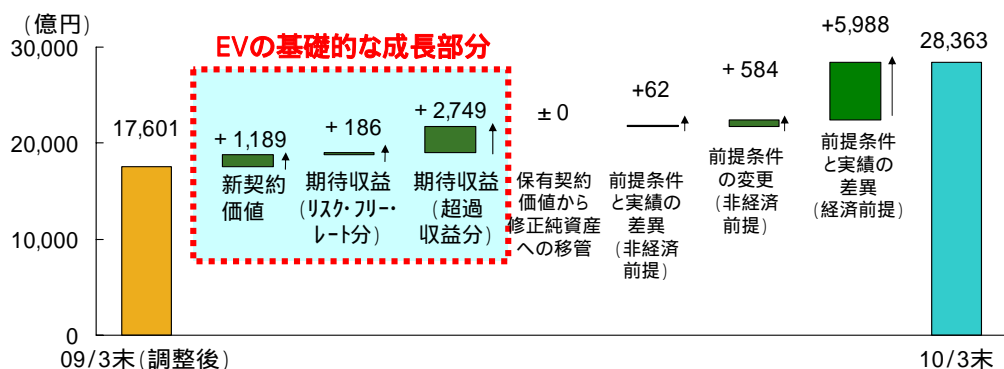 (億円)
30,000
20,000
10,000
0
EVの基礎的な成長部分
17,601
09/3末(調整後)
+1,189
新契約
価値
+186
期待収益
(リスク・フリー・
レート分)
+2,749
期待収益
(超過
収益分)
±0
保有契約
価値から
修正純資産
への移管
+62
前提条件
と実績の
差異
(非経済
前提)
+584
前提条件
の変更
(非経済
前提)
+5,988
前提条件
と実績の
差異
(経済前提)
28,363
10/3末